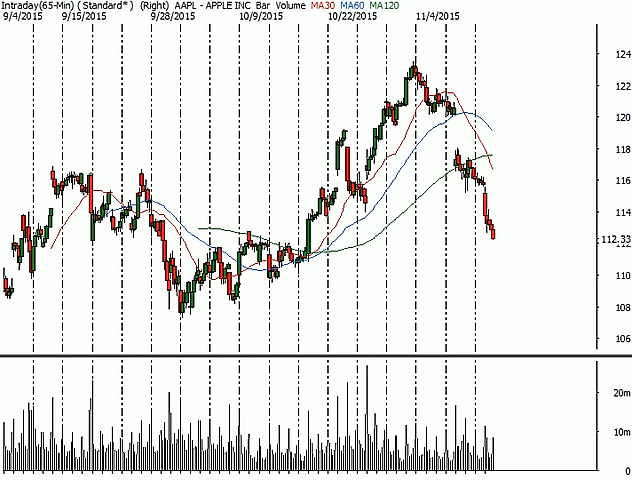 Intraday(65-Min) ( Standard* ) (Right) AAPL - APPLE INC Bar Volume MA30 MA60 MA120
9/4/2015 9/15/2015 9/28/2015 10/9/2015 10/22/2015 11/4/2015
124
122
120
118
116
114
112.33
110
108
106
20m
10m
0